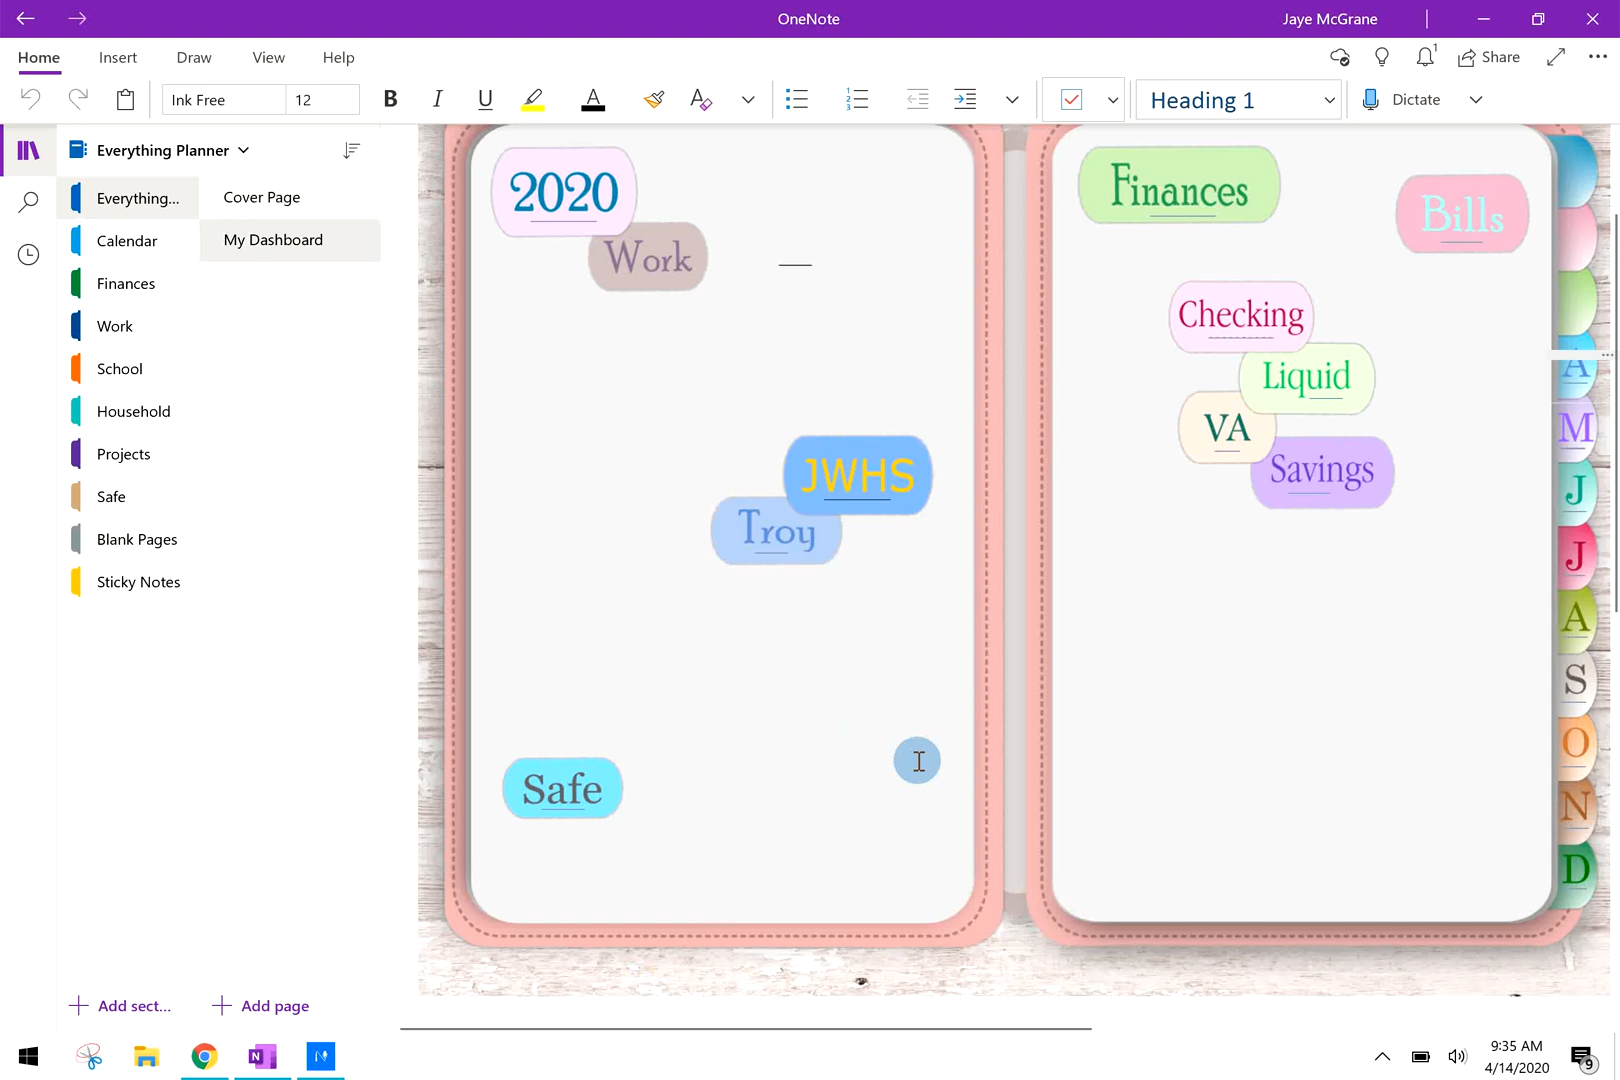 OneNote
Jaye McGrane
Home Insert Draw View Help
1
Share
Ink Free 12 B I U A A Heading 1 Dictate
Everything Planner
Everything...
Calendar
Finances
Work
School
Household
Projects
Safe
Blank Pages
Sticky Notes
Cover Page
My Dashboard
2020
Work
JWHS
Troy
Safe
Finances
Bills
Checking
Liquid
VA
Savings
A
M
J
J
A
S
O
N
D
Add sect...
Add page
N
9:35 AM
4/14/2020
9